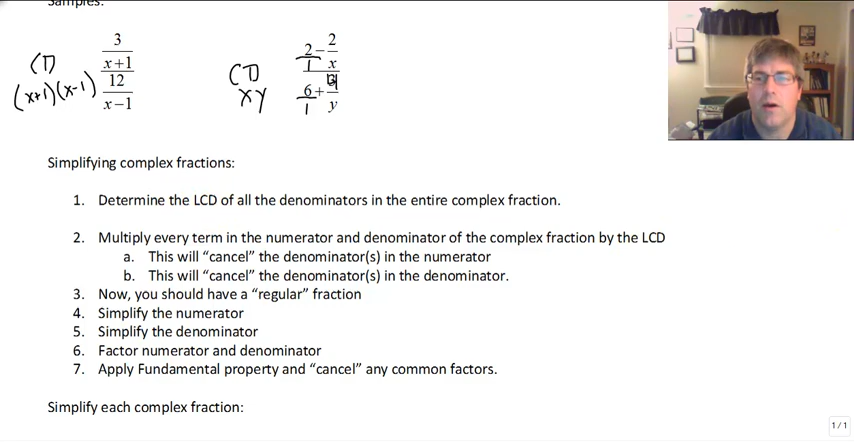 Samples:
CD
(x+1)(x-1)
3
x+1
12
x-1
CD
xy
2 - 2
1 x
6 +
1 y
Simplifying complex fractions:
1. Determine the LCD of all the denominators in the entire complex fraction.
2. Multiply every term in the numerator and denominator of the complex fraction by the LCD
a. This will “cancel” the denominator(s) in the numerator
b. This will “cancel” the denominator(s) in the denominator.
3. Now, you should have a “regular” fraction
4. Simplify the numerator
5. Simplify the denominator
6. Factor numerator and denominator
7. Apply Fundamental property and “cancel” any common factors.
Simplify each complex fraction:
1 / 1